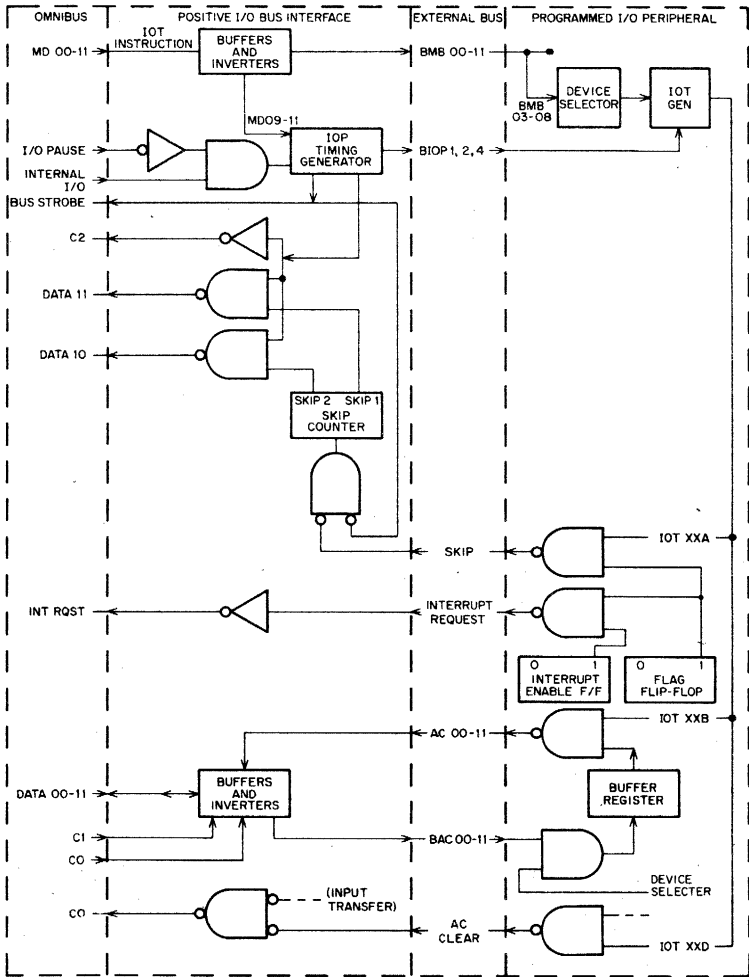 OMNIBUS
POSITIVE I/O BUS INTERFACE
EXTERNAL BUS
PROGRAMMED I/O PERIPHERAL
MD 00-11
IOT
INSTRUCTION
BUFFERS
AND
INVERTERS
BMB 00-11
BMB
03-08
DEVICE
SELECTOR
IOT
GEN
MD09-11
I/O PAUSE
INTERNAL
I/O
IOP
TIMING
GENERATOR
BIOP 1, 2, 4
BUS STROBE
C2
DATA 11
DATA 10
SKIP 2 SKIP 1
SKIP
COUNTER
SKIP
IOT XXA
INT RQST
INTERRUPT
REQUEST
0 1
INTERRUPT
ENABLE F/F
0 1
FLAG
FLIP-FLOP
AC 00-11
IOT XXB
DATA 00-11
BUFFERS
AND
INVERTERS
BUFFER
REGISTER
C1
C0
BAC 00-11
DEVICE
SELECTER
C0
(INPUT
TRANSFER)
AC
CLEAR
IOT XXD